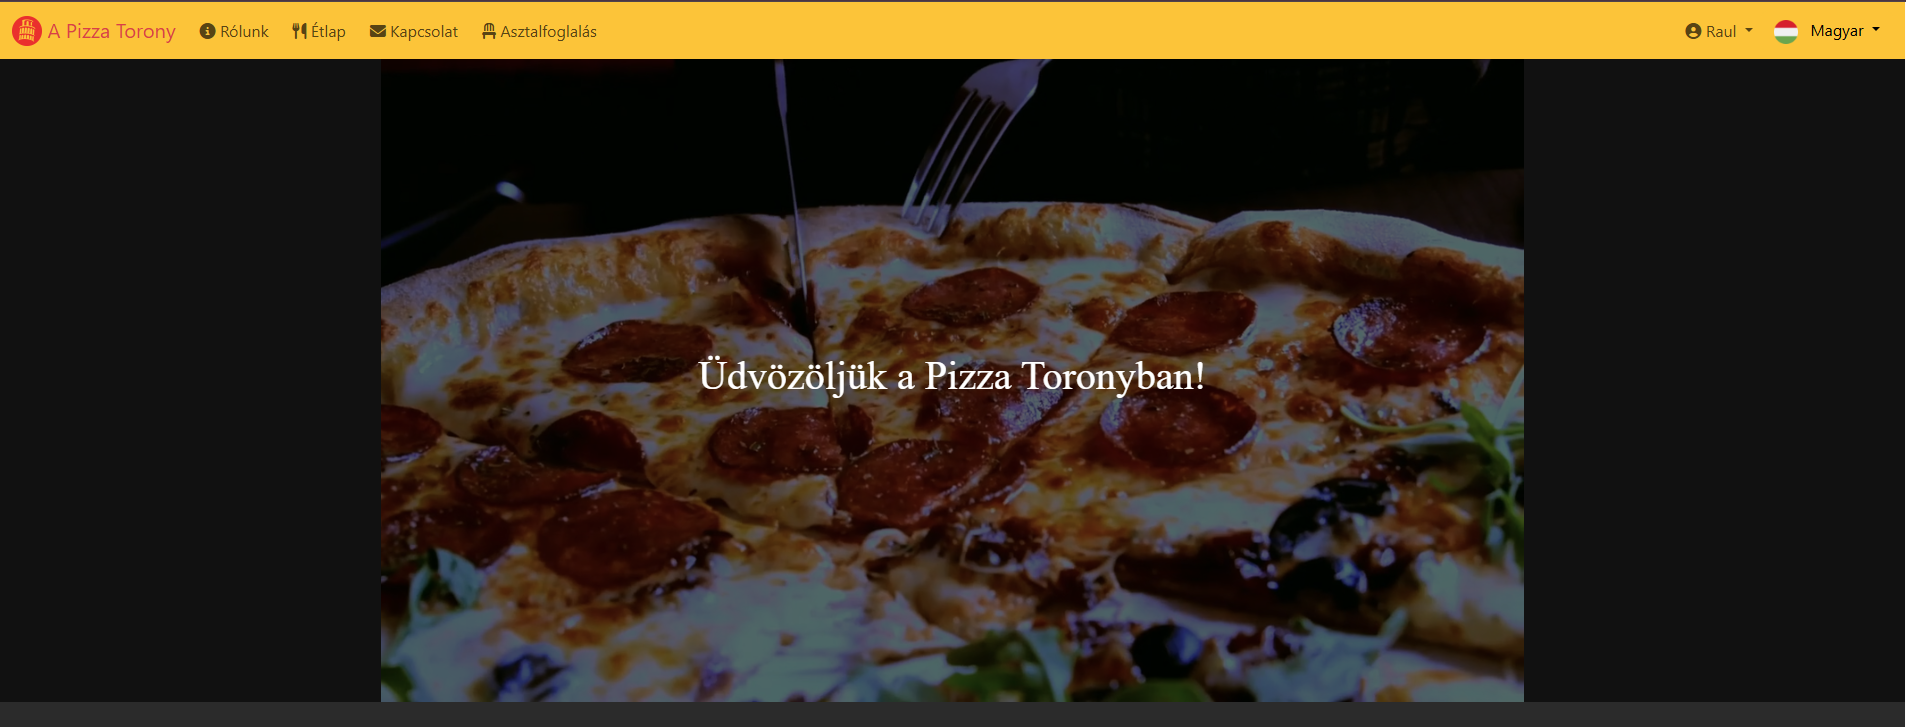 A Pizza Torony
Rólunk
Étlap
Kapcsolat
Asztalfoglalás
Raul
Magyar
Üdvözöljük a Pizza Toronyban!